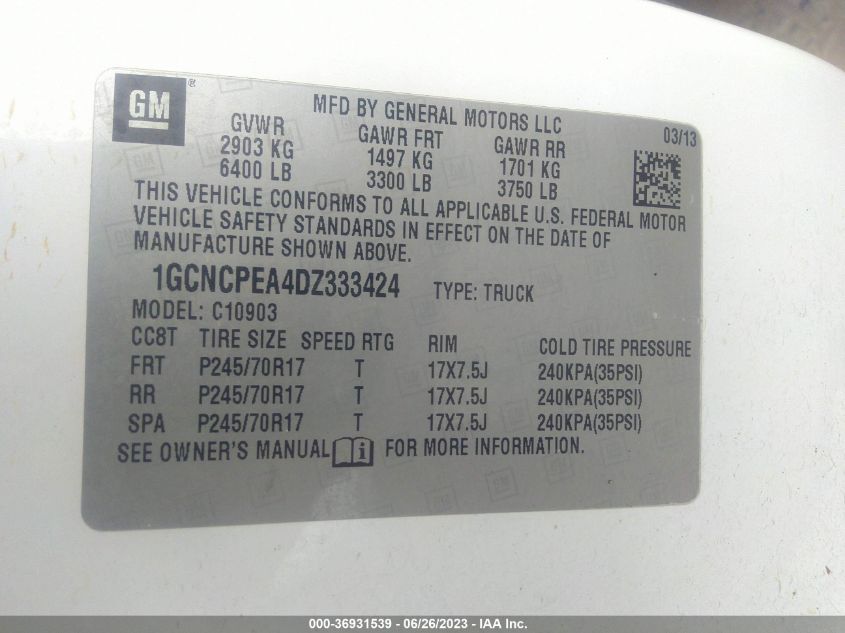 GM ®
MFD BY GENERAL MOTORS LLC
03/13
GVWR GAWR FRT GAWR RR
2903 KG 1497 KG 1701 KG
6400 LB 3300 LB 3750 LB
THIS VEHICLE CONFORMS TO ALL APPLICABLE U.S. FEDERAL MOTOR
VEHICLE SAFETY STANDARDS IN EFFECT ON THE DATE OF
MANUFACTURE SHOWN ABOVE.
1GCNCPEA4DZ333424 TYPE: TRUCK
MODEL: C10903
CC8T TIRE SIZE SPEED RTG RIM COLD TIRE PRESSURE
FRT P245/70R17 T 17X7.5J 240KPA(35PSI)
RR P245/70R17 T 17X7.5J 240KPA(35PSI)
SPA P245/70R17 T 17X7.5J 240KPA(35PSI)
SEE OWNER'S MANUAL i FOR MORE INFORMATION.
000-36931539 - 06/26/2023 - IAA Inc.